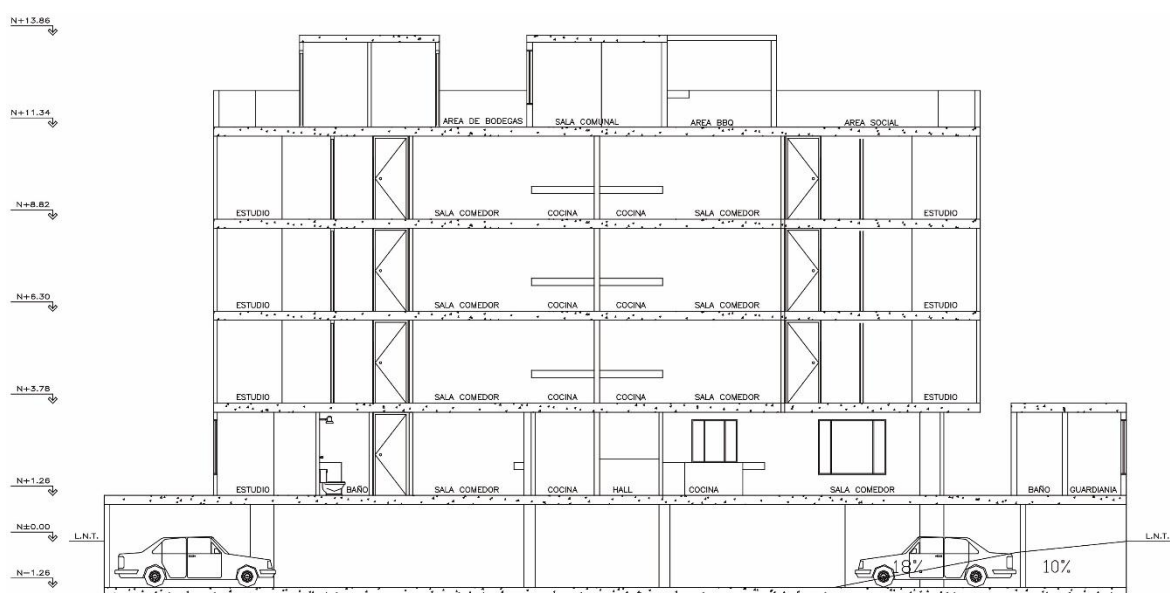 N+13.86
N+11.34
AREA DE BODEGAS SALA COMUNAL AREA BBQ AREA SOCIAL
N+8.82
ESTUDIO SALA COMEDOR COCINA COCINA SALA COMEDOR ESTUDIO
N+6.30
ESTUDIO SALA COMEDOR COCINA COCINA SALA COMEDOR ESTUDIO
N+3.78
ESTUDIO SALA COMEDOR COCINA COCINA SALA COMEDOR ESTUDIO
N+1.26
ESTUDIO BAÑO SALA COMEDOR COCINA HALL COCINA SALA COMEDOR BAÑO GUARDIANIA
N±0.00
L.N.T. L.N.T.
N-1.26
18% 10%